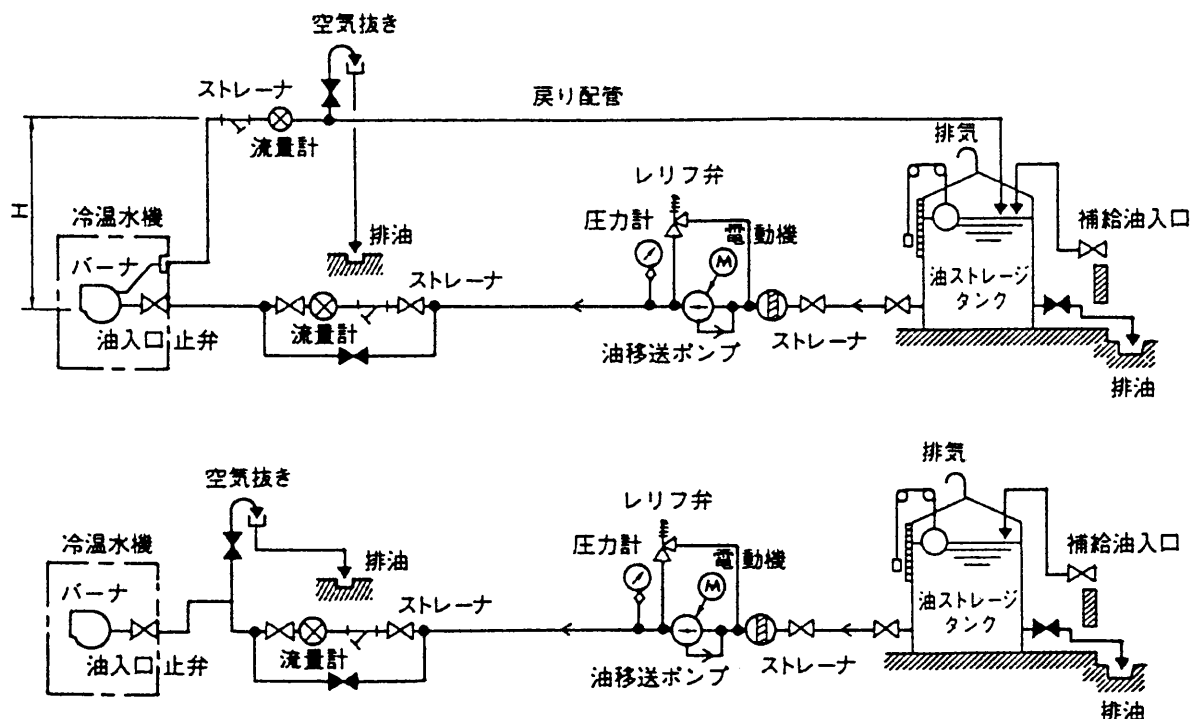 空気抜き
ストレーナ
戻り配管
流量計
排気
レリフ弁
圧力計
電動機
補給油入口
H
冷温水機
バーナ
排油
ストレーナ
M
油ストレージ
タンク
油入口止弁
流量計
油移送ポンプ
ストレーナ
排油
排気
空気抜き
レリフ弁
圧力計
電動機
補給油入口
冷温水機
バーナ
排油
ストレーナ
M
油ストレージ
タンク
油入口止弁
流量計
油移送ポンプ
ストレーナ
排油